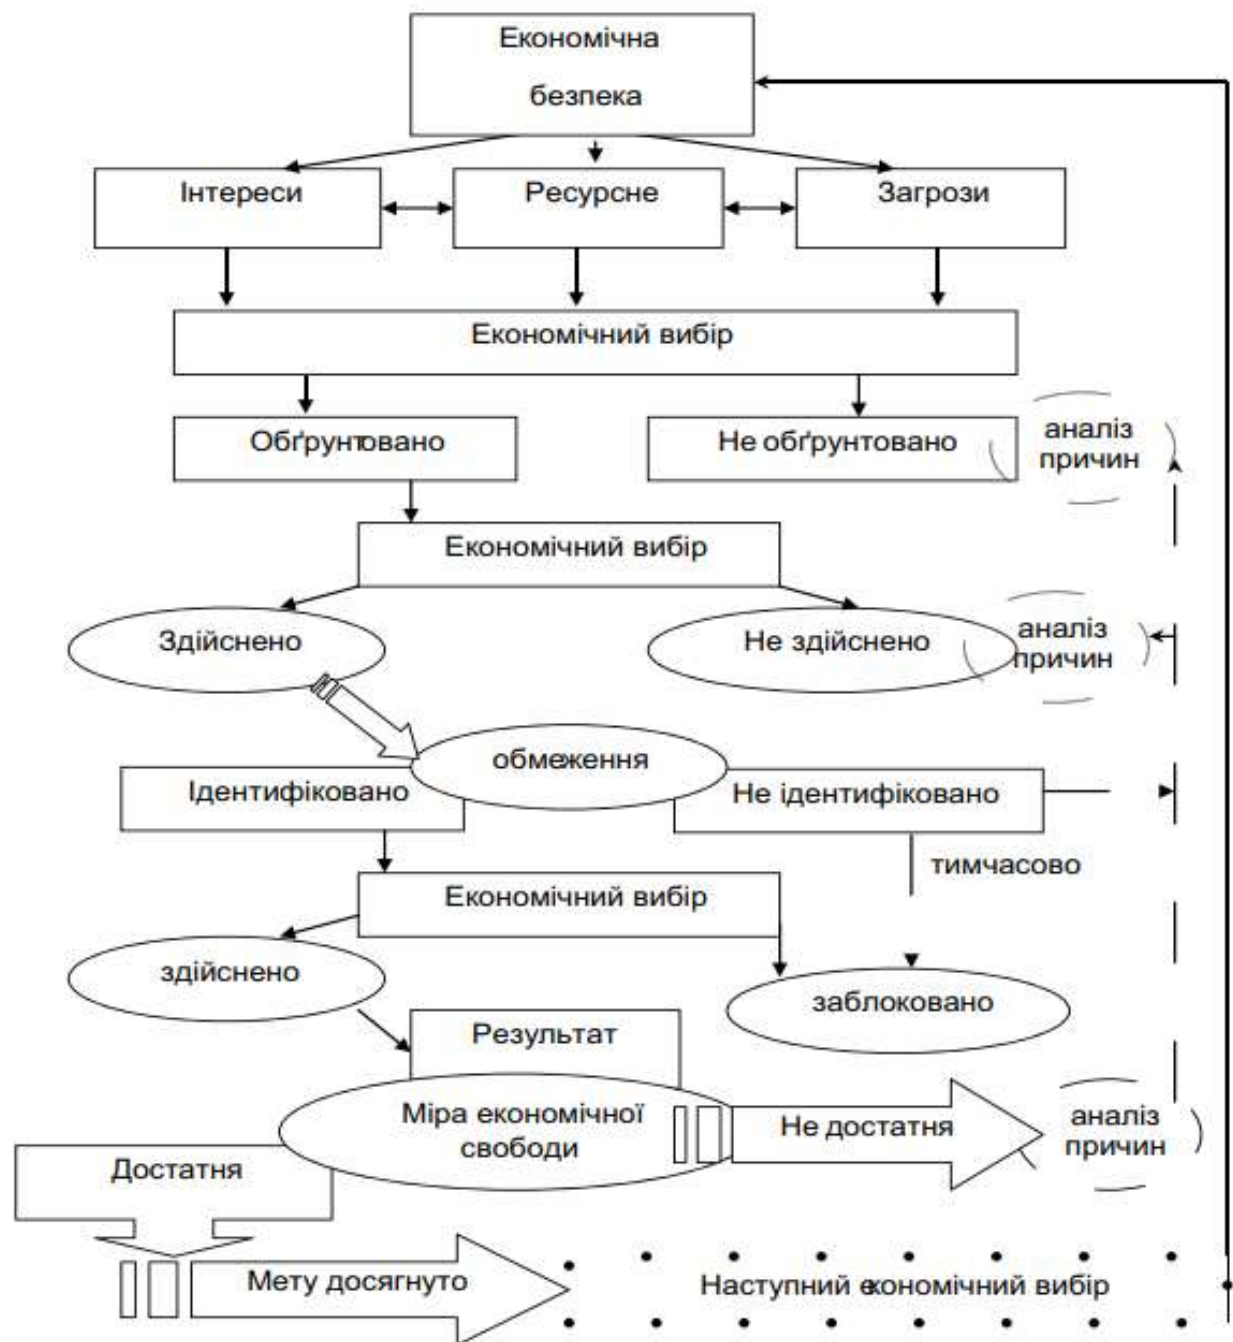 Економічна
безпека
Інтереси
Ресурсне
Загрози
Економічний вибір
Обґрунтовано
Не обґрунтовано
аналіз
причин
Економічний вибір
Здійснено
Не здійснено
аналіз
причин
обмеження
Ідентифіковано
Не ідентифіковано
тимчасово
Економічний вибір
здійснено
заблоковано
Результат
Міра економічної
свободи
Не достатня
аналіз
причин
Достатня
Мету досягнуто
Наступний економічний вибір